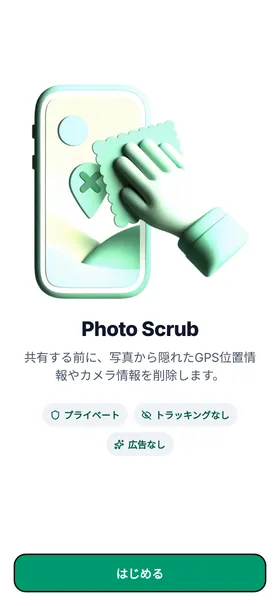 Photo Scrub
共有する前に、写真から隠れたGPS位置情
報やカメラ情報を削除します。
プライベート
トラッキングなし
広告なし
はじめる